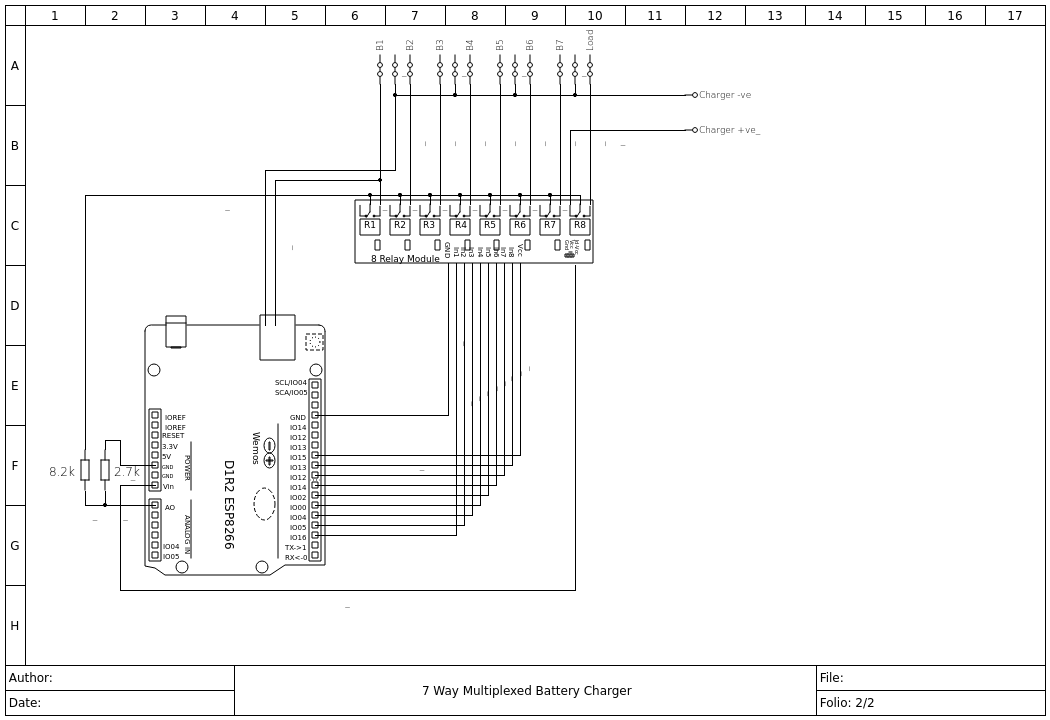 1 2 3 4 5 6 7 8 9 10 11 12 13 14 15 16 17
A
B
C
D
E
F
G
H
B1 B2 B3 B4 B5 B6 B7 Load
Charger -ve
Charger +ve_
R1 R2 R3 R4 R5 R6 R7 R8
GND In1 In2 In3 In4 In5 In6 In7 In8 Vcc
8 Relay Module
SCL/IO04
SCA/IO05
IOREF
IOREF
RESET
3.3V
5V
GND
GND
Vin
POWER
AO
ANALOG IN
IO04
IO05
Wemos
D1R2 ESP8266
GND
IO14
IO12
IO13
IO15
IO13
IO12
IO14
IO02
IO00
IO04
IO05
IO16
TX->1
RX<-0
8.2k
2.7k
Author:
Date:
7 Way Multiplexed Battery Charger
File:
Folio: 2/2